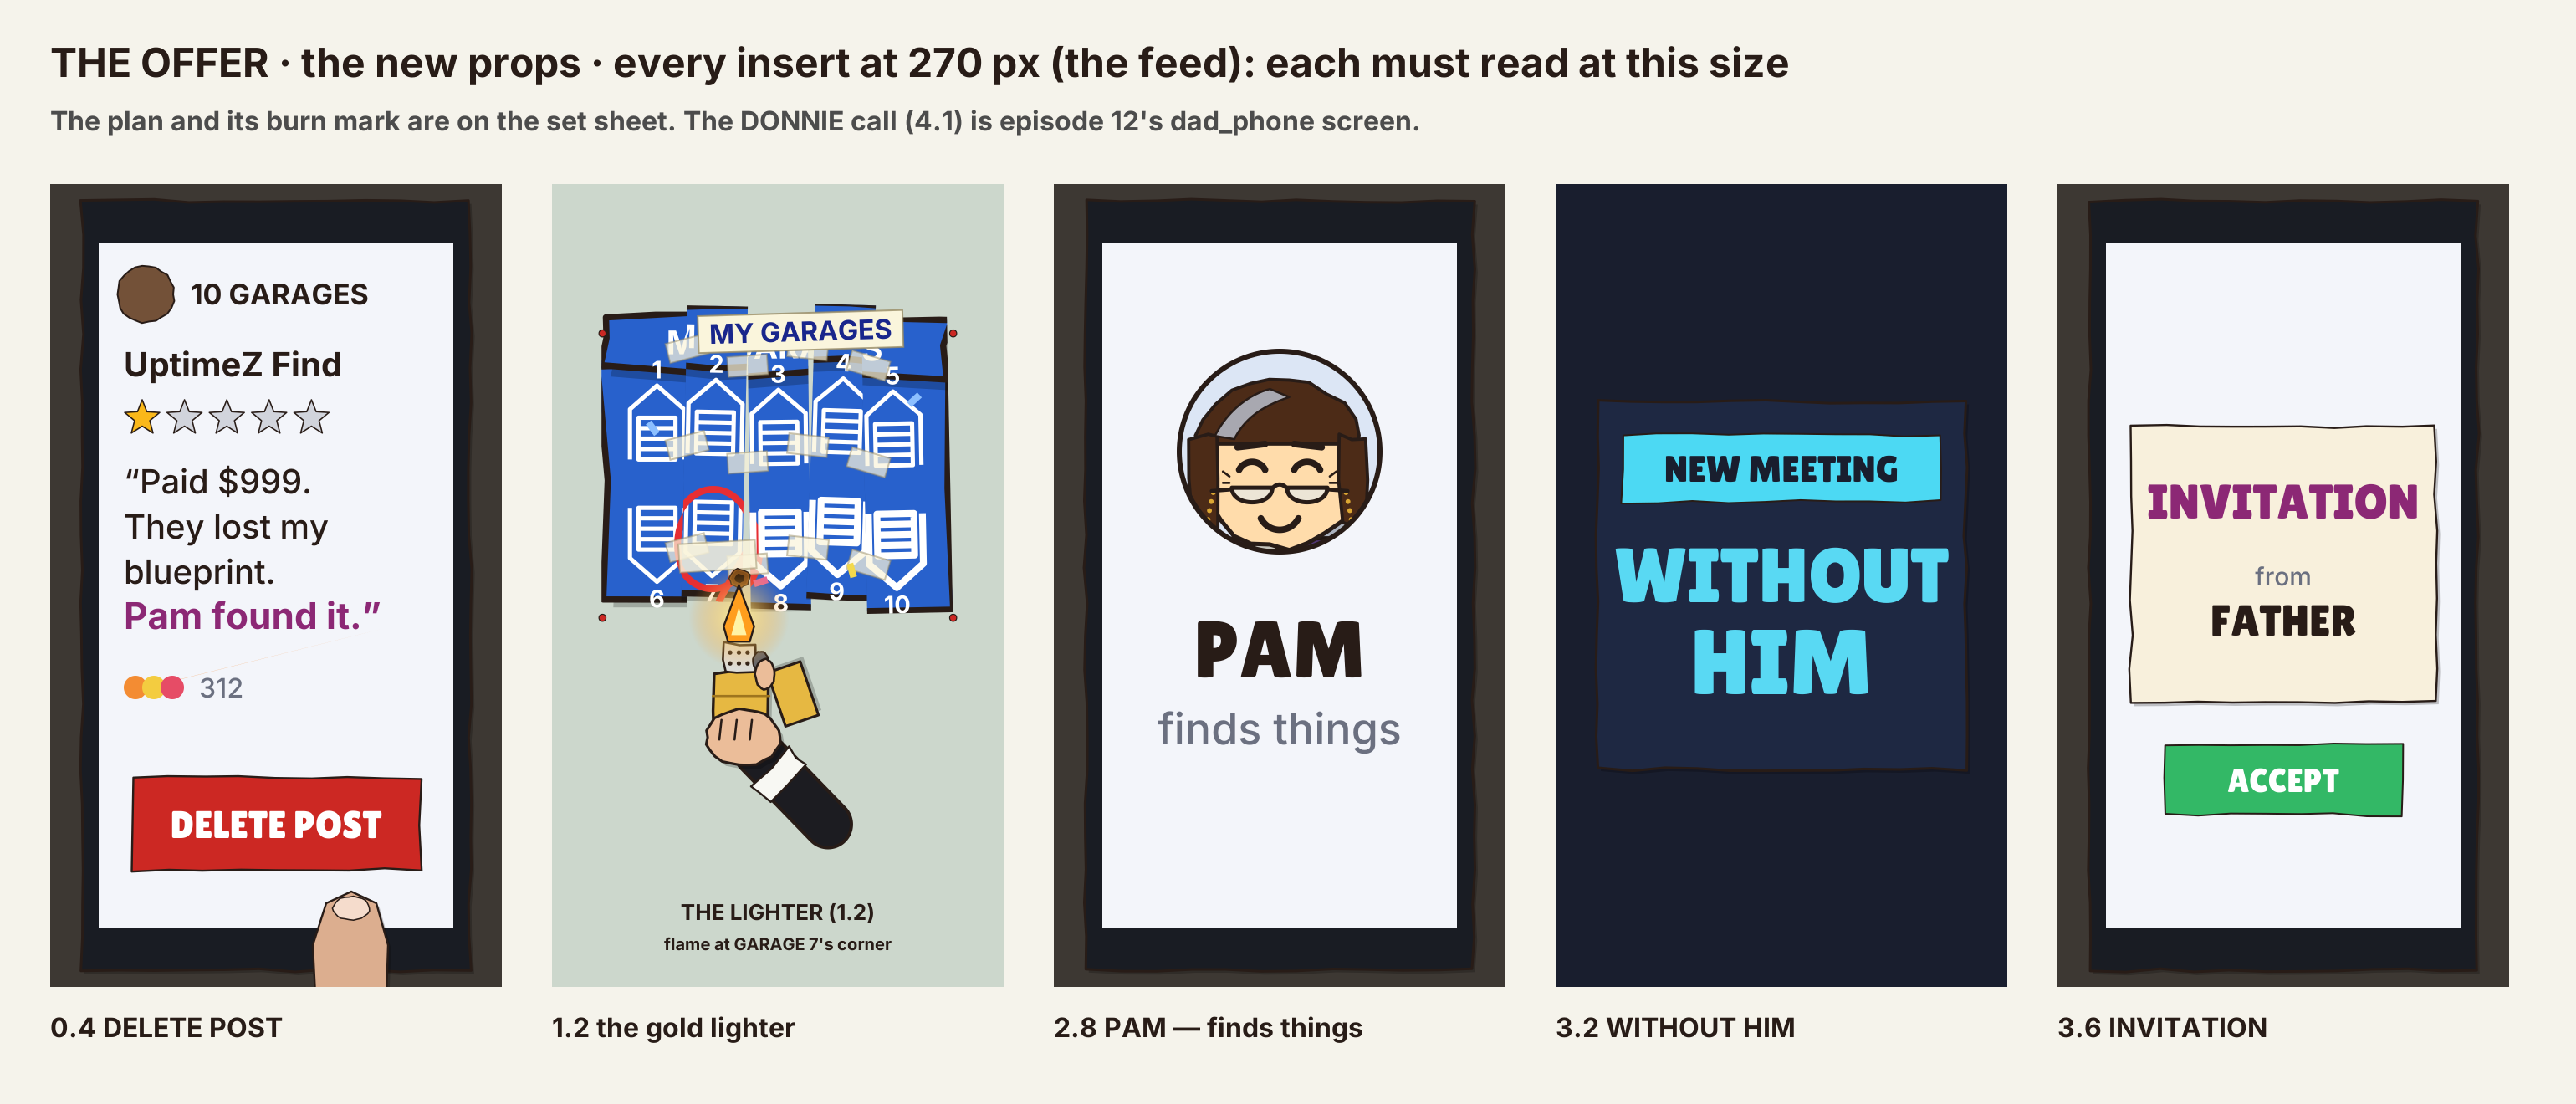 THE OFFER · the new props · every insert at 270 px (the feed): each must read at this size
The plan and its burn mark are on the set sheet. The DONNIE call (4.1) is episode 12's dad_phone screen.
10 GARAGES
UptimeZ Find
“Paid $999.
They lost my
blueprint.
Pam found it.”
312
DELETE POST
0.4 DELETE POST
MY GARAGES
1 2 3 4 5
6 8 9 10
THE LIGHTER (1.2)
flame at GARAGE 7's corner
1.2 the gold lighter
PAM
finds things
2.8 PAM — finds things
NEW MEETING
WITHOUT
HIM
3.2 WITHOUT HIM
INVITATION
from
FATHER
ACCEPT
3.6 INVITATION